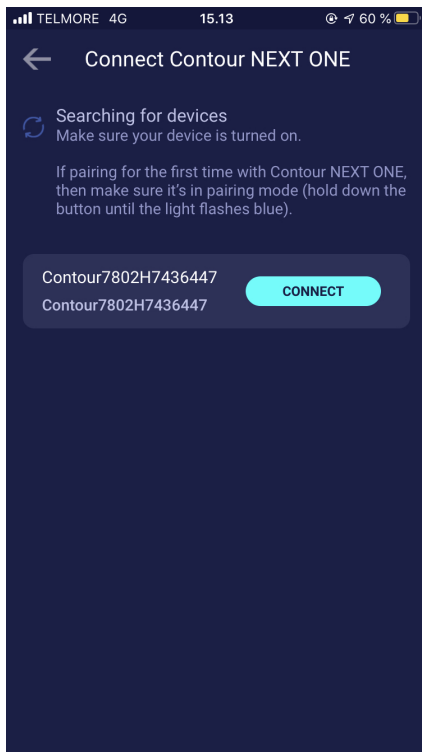 TELMORE 4G 15.13 60 %
Connect Contour NEXT ONE
Searching for devices
Make sure your device is turned on.
If pairing for the first time with Contour NEXT ONE,
then make sure it's in pairing mode (hold down the
button until the light flashes blue).
Contour7802H7436447
CONNECT
Contour7802H7436447